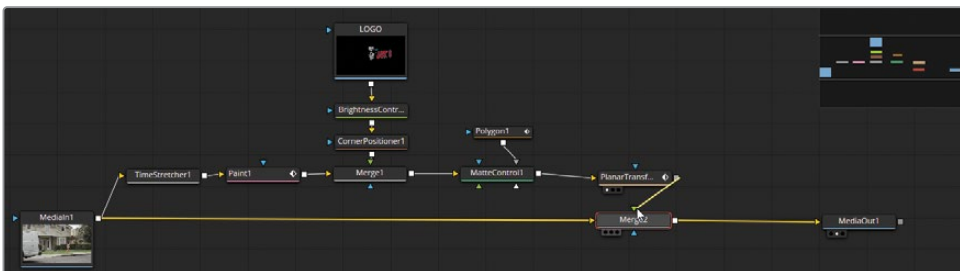 LOGO
BrightnessContr...
Polygon1
CornerPositioner1
TimeStretcher1
Paint1
Merge1
MatteControl1
PlanarTransf...
MediaIn1
Merge2
MediaOut1